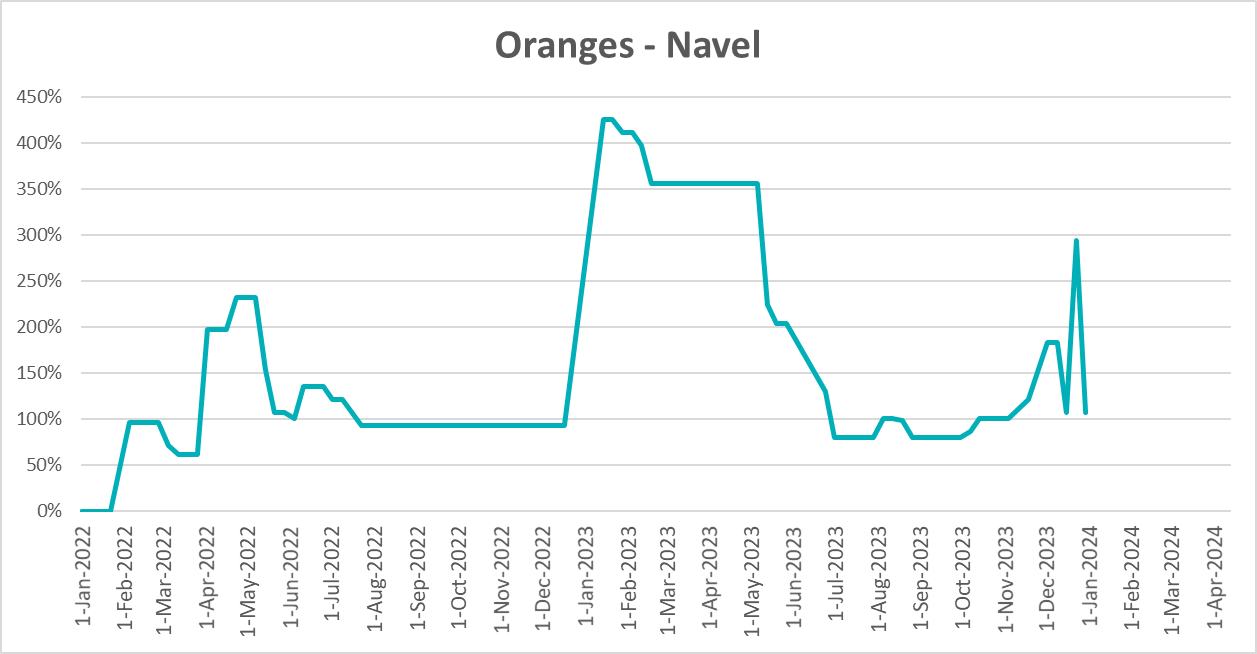 Oranges - Navel
450%
400%
350%
300%
250%
200%
150%
100%
50%
0%
1-Jan-2022
1-Feb-2022
1-Mar-2022
1-Apr-2022
1-May-2022
1-Jun-2022
1-Jul-2022
1-Aug-2022
1-Sep-2022
1-Oct-2022
1-Nov-2022
1-Dec-2022
1-Jan-2023
1-Feb-2023
1-Mar-2023
1-Apr-2023
1-May-2023
1-Jun-2023
1-Jul-2023
1-Aug-2023
1-Sep-2023
1-Oct-2023
1-Nov-2023
1-Dec-2023
1-Jan-2024
1-Feb-2024
1-Mar-2024
1-Apr-2024